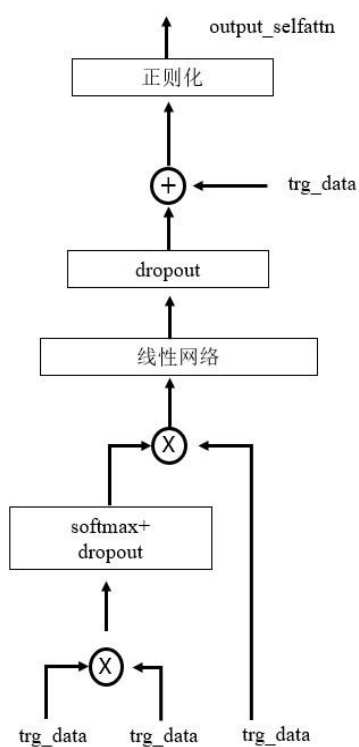 output_selfattn
正则化
+
trg_data
dropout
线性网络
X
softmax+
dropout
X
trg_data
trg_data
trg_data